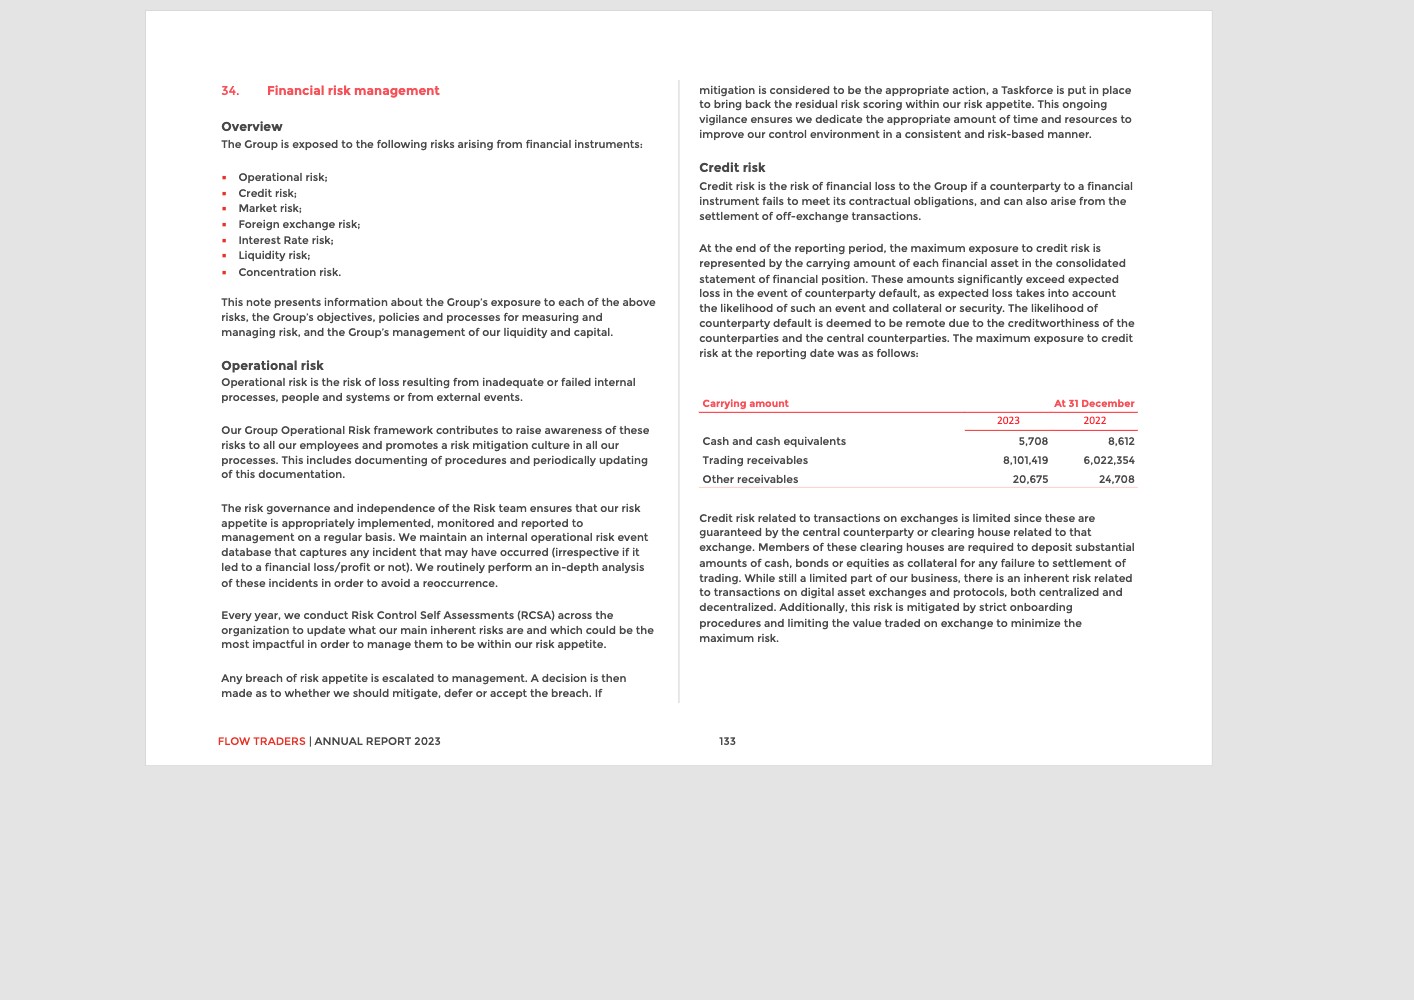 34. Financial risk management
Overview
The Group is exposed to the following risks arising from financial instruments:
▪ Operational risk;
▪ Credit risk;
▪ Market risk;
▪ Foreign exchange risk;
▪ Interest Rate risk;
▪ Liquidity risk;
▪ Concentration risk.
This note presents information about the Group's exposure to each of the above
risks, the Group's objectives, policies and processes for measuring and
managing risk, and the Group's management of our liquidity and capital.
Operational risk
Operational risk is the risk of loss resulting from inadequate or failed internal
processes, people and systems or from external events.
Our Group Operational Risk framework contributes to raise awareness of these
risks to all our employees and promotes a risk mitigation culture in all our
processes. This includes documenting of procedures and periodically updating
of this documentation.
The risk governance and independence of the Risk team ensures that our risk
appetite is appropriately implemented, monitored and reported to
management on a regular basis. We maintain an internal operational risk event
database that captures any incident that may have occurred (irrespective if it
led to a financial loss/profit or not). We routinely perform an in-depth analysis
of these incidents in order to avoid a reoccurrence.
Every year, we conduct Risk Control Self Assessments (RCSA) across the
organization to update what our main inherent risks are and which could be the
most impactful in order to manage them to be within our risk appetite.
Any breach of risk appetite is escalated to management. A decision is then
made as to whether we should mitigate, defer or accept the breach. If
mitigation is considered to be the appropriate action, a Taskforce is put in place
to bring back the residual risk scoring within our risk appetite. This ongoing
vigilance ensures we dedicate the appropriate amount of time and resources to
improve our control environment in a consistent and risk-based manner.
Credit risk
Credit risk is the risk of financial loss to the Group if a counterparty to a financial
instrument fails to meet its contractual obligations, and can also arise from the
settlement of off-exchange transactions.
At the end of the reporting period, the maximum exposure to credit risk is
represented by the carrying amount of each financial asset in the consolidated
statement of financial position. These amounts significantly exceed expected
loss in the event of counterparty default, as expected loss takes into account
the likelihood of such an event and collateral or security. The likelihood of
counterparty default is deemed to be remote due to the creditworthiness of the
counterparties and the central counterparties. The maximum exposure to credit
risk at the reporting date was as follows:
Carrying amount At 31 December
2023 2022
Cash and cash equivalents 5,708 8,612
Trading receivables 8,101,419 6,022,354
Other receivables 20,675 24,708
Credit risk related to transactions on exchanges is limited since these are
guaranteed by the central counterparty or clearing house related to that
exchange. Members of these clearing houses are required to deposit substantial
amounts of cash, bonds or equities as collateral for any failure to settlement of
trading. While still a limited part of our business, there is an inherent risk related
to transactions on digital asset exchanges and protocols, both centralized and
decentralized. Additionally, this risk is mitigated by strict onboarding
procedures and limiting the value traded on exchange to minimize the
maximum risk.
FLOW TRADERS | ANNUAL REPORT 2023 133